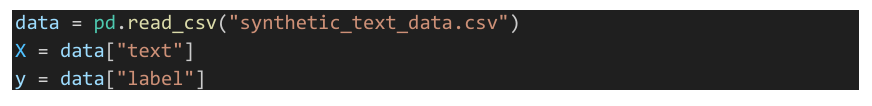 data = pd.read_csv("synthetic_text_data.csv")
X = data["text"]
y = data["label"]